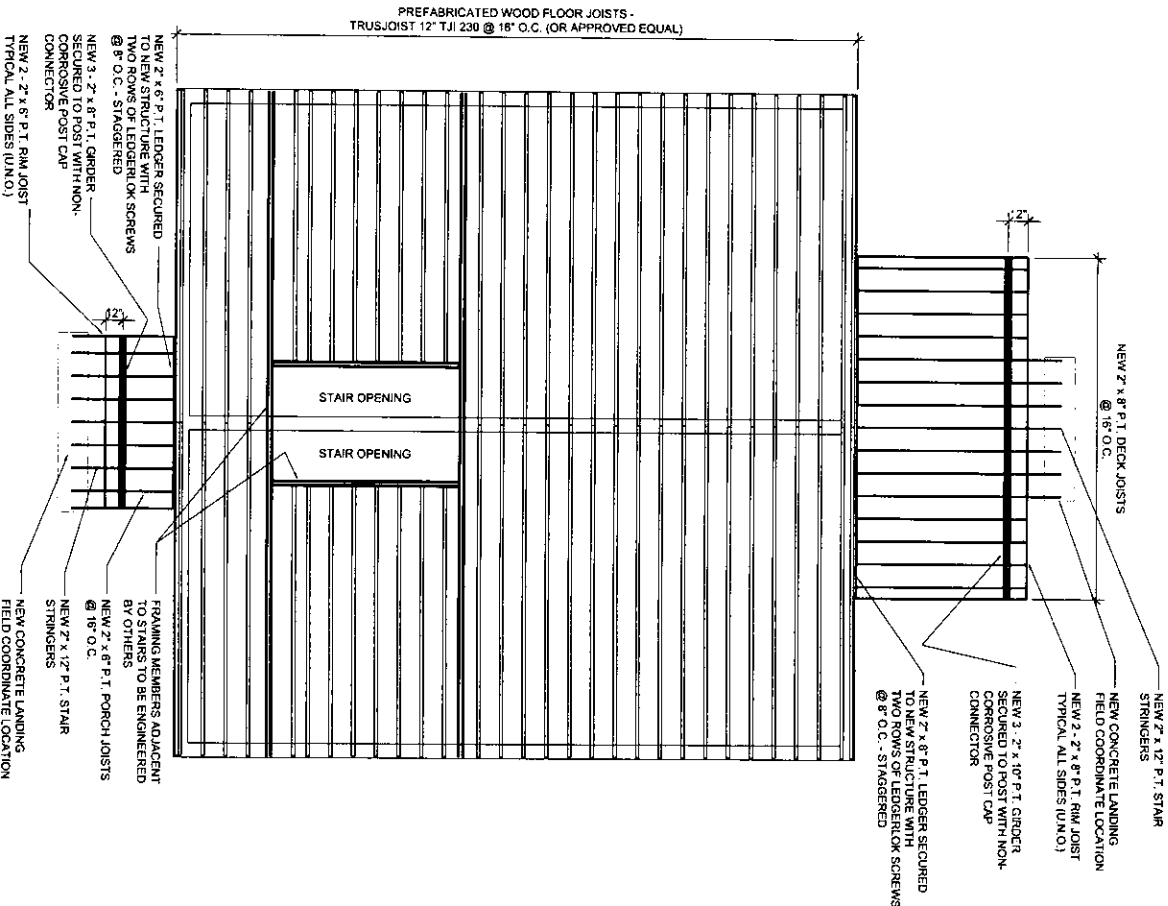 PREFABRICATED WOOD FLOOR JOISTS -
TRUSJOIST 12" TJI 230 @ 16" O.C. (OR APPROVED EQUAL)
NEW 2" x 6" P.T. LEDGER SECURED
TO NEW STRUCTURE WITH
TWO ROWS OF LEDGERLOK SCREWS
@ 8" O.C. - STAGGERED
NEW 3 - 2" x 8" P.T. GIRDER
SECURED TO POST WITH NON-
CORROSIVE POST CAP
CONNECTOR
NEW 2 - 2" x 6" P.T. RIM JOIST
TYPICAL ALL SIDES (U.N.O.)
12"
STAIR OPENING
STAIR OPENING
2"
NEW 2" x 8" P.T. DECK JOISTS
@ 16" O.C.
FRAMING MEMBERS ADJACENT
TO STAIRS TO BE ENGINEERED
BY OTHERS
NEW 2" x 6" P.T. PORCH JOISTS
@ 16" O.C.
NEW 2" x 12" P.T. STAIR
STRINGERS
NEW CONCRETE LANDING
FIELD COORDINATE LOCATION
NEW 2" x 12" P.T. STAIR
STRINGERS
NEW CONCRETE LANDING
FIELD COORDINATE LOCATION
NEW 2 - 2" x 8" P.T. RIM JOIST
TYPICAL ALL SIDES (U.N.O.)
NEW 3 - 2" x 10" P.T. GIRDER
SECURED TO POST WITH NON-
CORROSIVE POST CAP
CONNECTOR
NEW 2" x 8" P.T. LEDGER SECURED
TO NEW STRUCTURE WITH
TWO ROWS OF LEDGERLOK SCREWS
@ 8" O.C. - STAGGERED